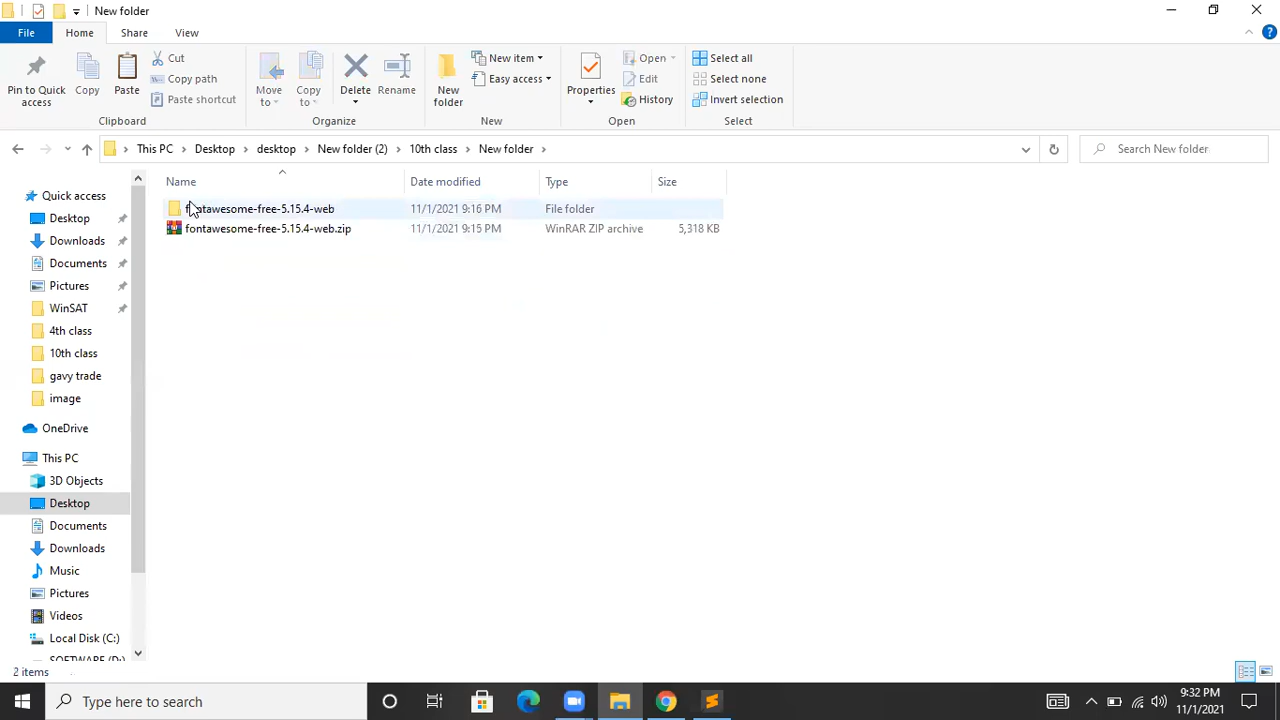 New folder
File Home Share View
Pin to Quick access
Copy
Paste
Cut
Copy path
Paste shortcut
Clipboard
Move to
Copy to
Delete
Rename
Organize
New folder
New item
Easy access
New
Properties
Open
Edit
History
Open
Select all
Select none
Invert selection
Select
This PC Desktop desktop New folder (2) 10th class New folder
Search New folder
Name Date modified Type Size
fontawesome-free-5.15.4-web 11/1/2021 9:16 PM File folder
fontawesome-free-5.15.4-web.zip 11/1/2021 9:15 PM WinRAR ZIP archive 5,318 KB
Quick access
Desktop
Downloads
Documents
Pictures
WinSAT
4th class
10th class
gavy trade
image
OneDrive
This PC
3D Objects
Desktop
Documents
Downloads
Music
Pictures
Videos
Local Disk (C:)
SOFTWARE (D:)
2 items
Type here to search
9:32 PM
11/1/2021